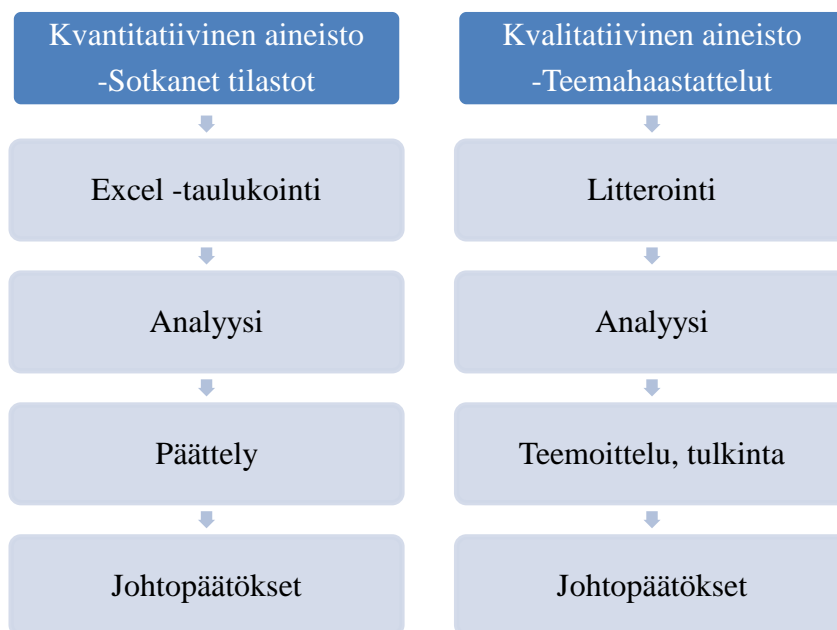 Kvantitatiivinen aineisto
-Sotkanet tilastot
Excel -taulukointi
Analyysi
Päättely
Johtopäätökset
Kvalitatiivinen aineisto
-Teemahaastattelut
Litterointi
Analyysi
Teemoittelu, tulkinta
Johtopäätökset